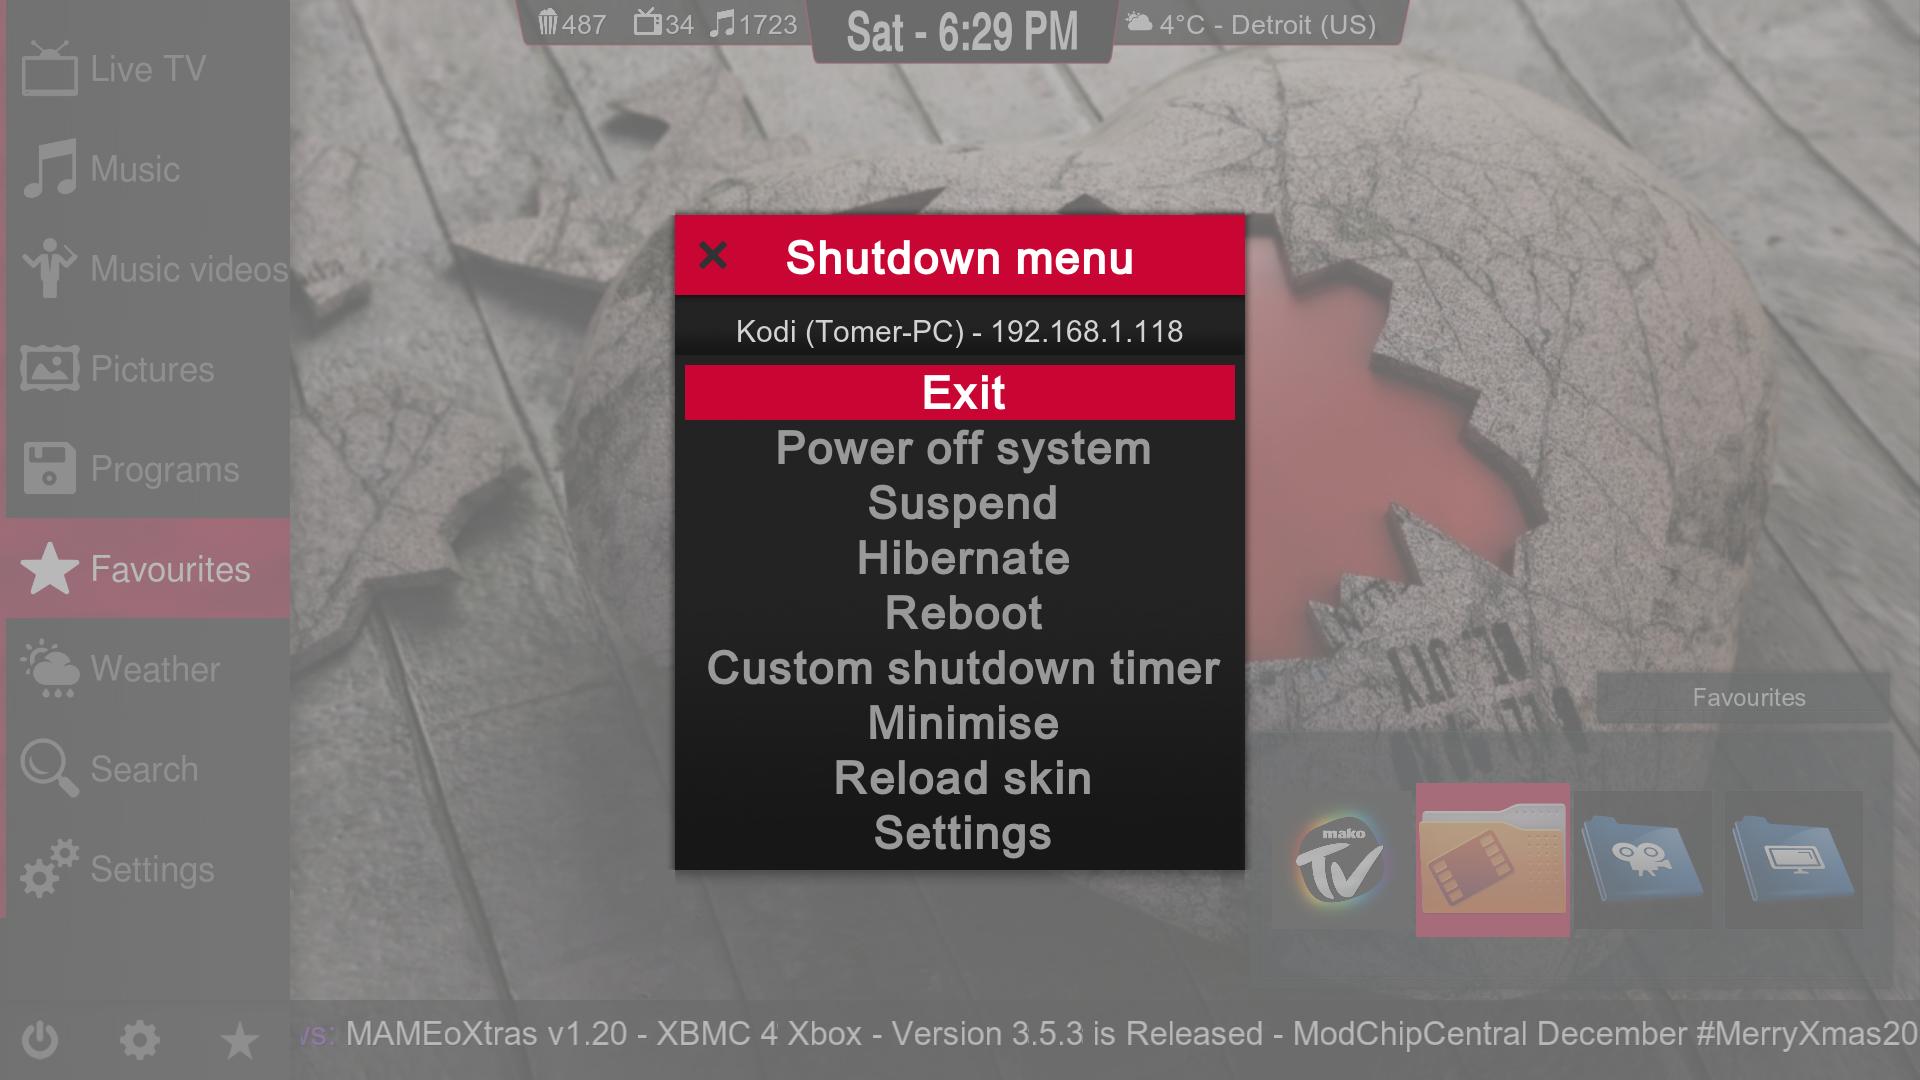 487 34 1723
Sat - 6:29 PM
4°C - Detroit (US)
Live TV
Music
Music videos
Pictures
Programs
Favourites
Weather
Search
Settings
Shutdown menu
Kodi (Tomer-PC) - 192.168.1.118
Exit
Power off system
Suspend
Hibernate
Reboot
Custom shutdown timer
Minimise
Reload skin
Settings
Favourites
mako
TV
MAMEoXtras v1.20 - XBMC 4 Xbox - Version 3.5.3 is Released - ModChipCentral December #MerryXmas20